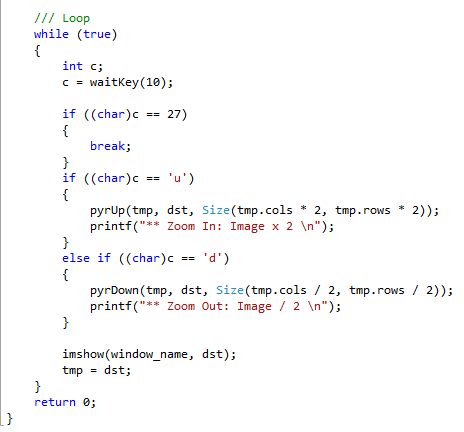 /// Loop
while (true)
{
int c;
c = waitKey(10);
if ((char)c == 27)
{
break;
}
if ((char)c == 'u')
{
pyrUp(tmp, dst, Size(tmp.cols * 2, tmp.rows * 2));
printf("** Zoom In: Image x 2 \n");
}
else if ((char)c == 'd')
{
pyrDown(tmp, dst, Size(tmp.cols / 2, tmp.rows / 2));
printf("** Zoom Out: Image / 2 \n");
}
imshow(window_name, dst);
tmp = dst;
}
return 0;
}